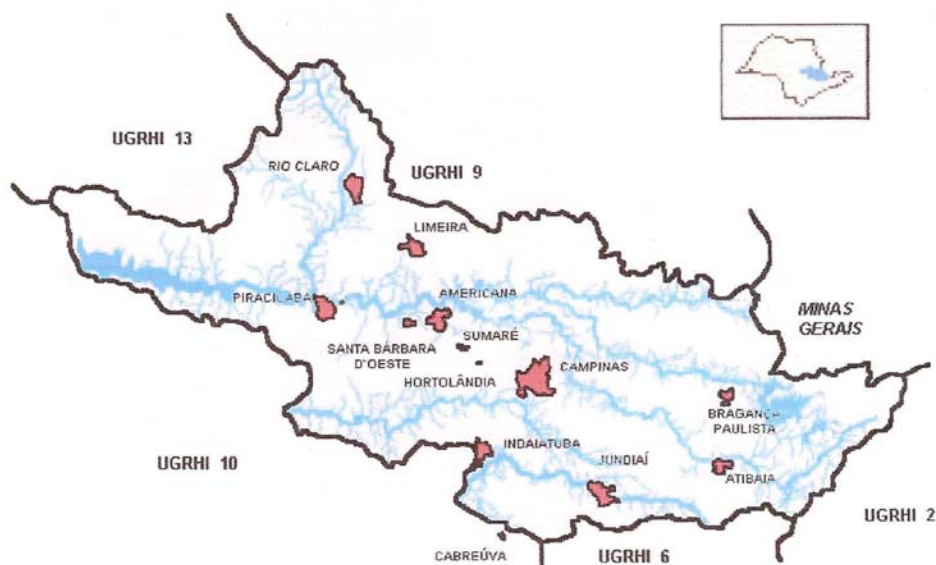 UGRHI 13
RIO CLARO
UGRHI 9
LIMEIRA
PIRACICABA
AMERICANA
MINAS
GERAIS
SANTA BÁRBARA
D'OESTE
SUMARÉ
HORTOLÂNDIA
CAMPINAS
BRAGANÇA
PAULISTA
UGRHI 10
INDAIATUBA
JUNDIAÍ
ATIBAIA
UGRHI 2
CABREÚVA
UGRHI 6